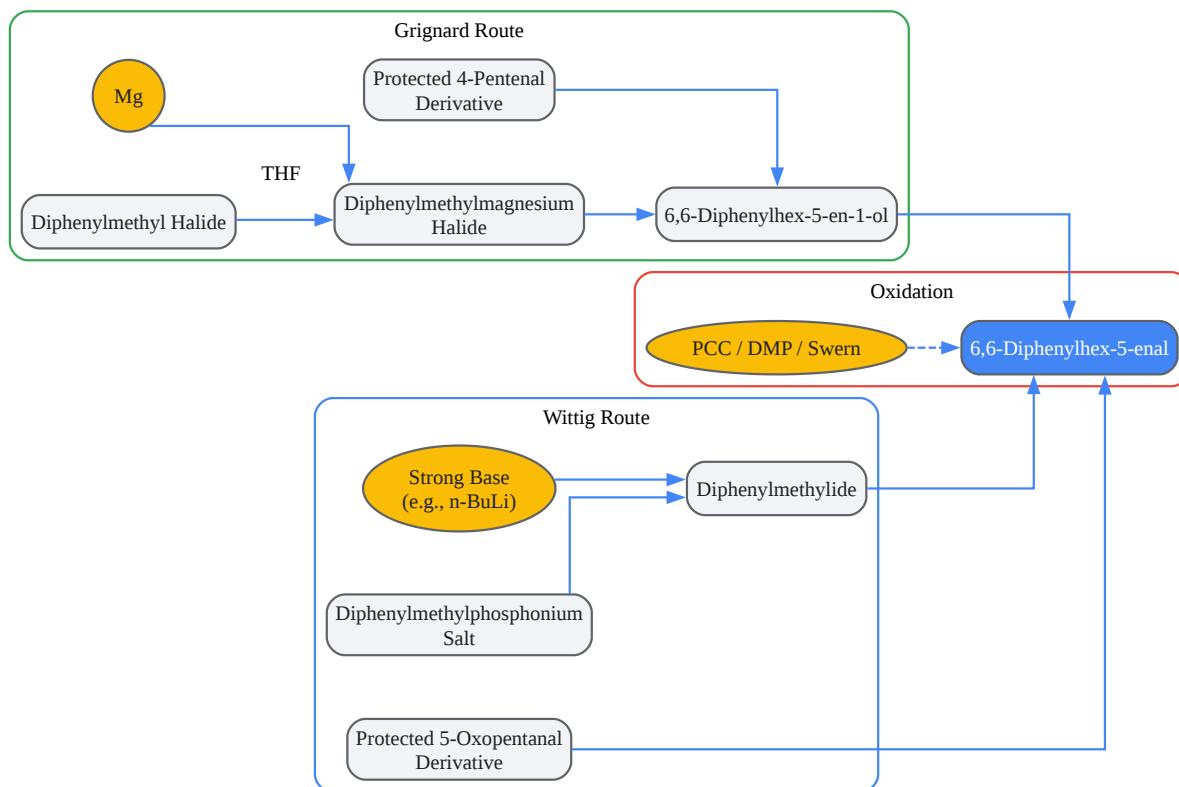 Grignard Route
Mg
Protected 4-Pentenal
Derivative
THF
Diphenylmethyl Halide
Diphenylmethylmagnesium
Halide
6,6-Diphenylhex-5-en-1-ol
Oxidation
PCC / DMP / Swern
6,6-Diphenylhex-5-enal
Wittig Route
Strong Base
(e.g., n-BuLi)
Diphenylmethylide
Diphenylmethylphosphonium
Salt
Protected 5-Oxopentanal
Derivative